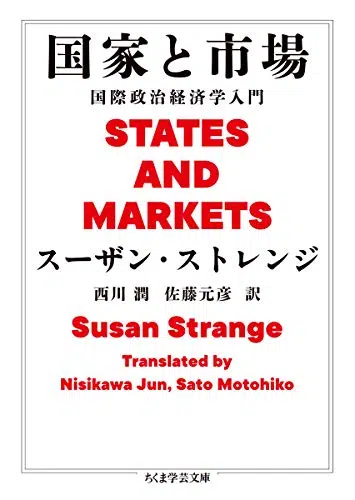 国家と市場
国際政治経済学入門
STATES
AND
MARKETS
スーザン・ストレンジ
西川 潤　佐藤元彦 訳
Susan Strange
Translated by
Nisikawa Jun, Sato Motohiko
ちくま学芸文庫